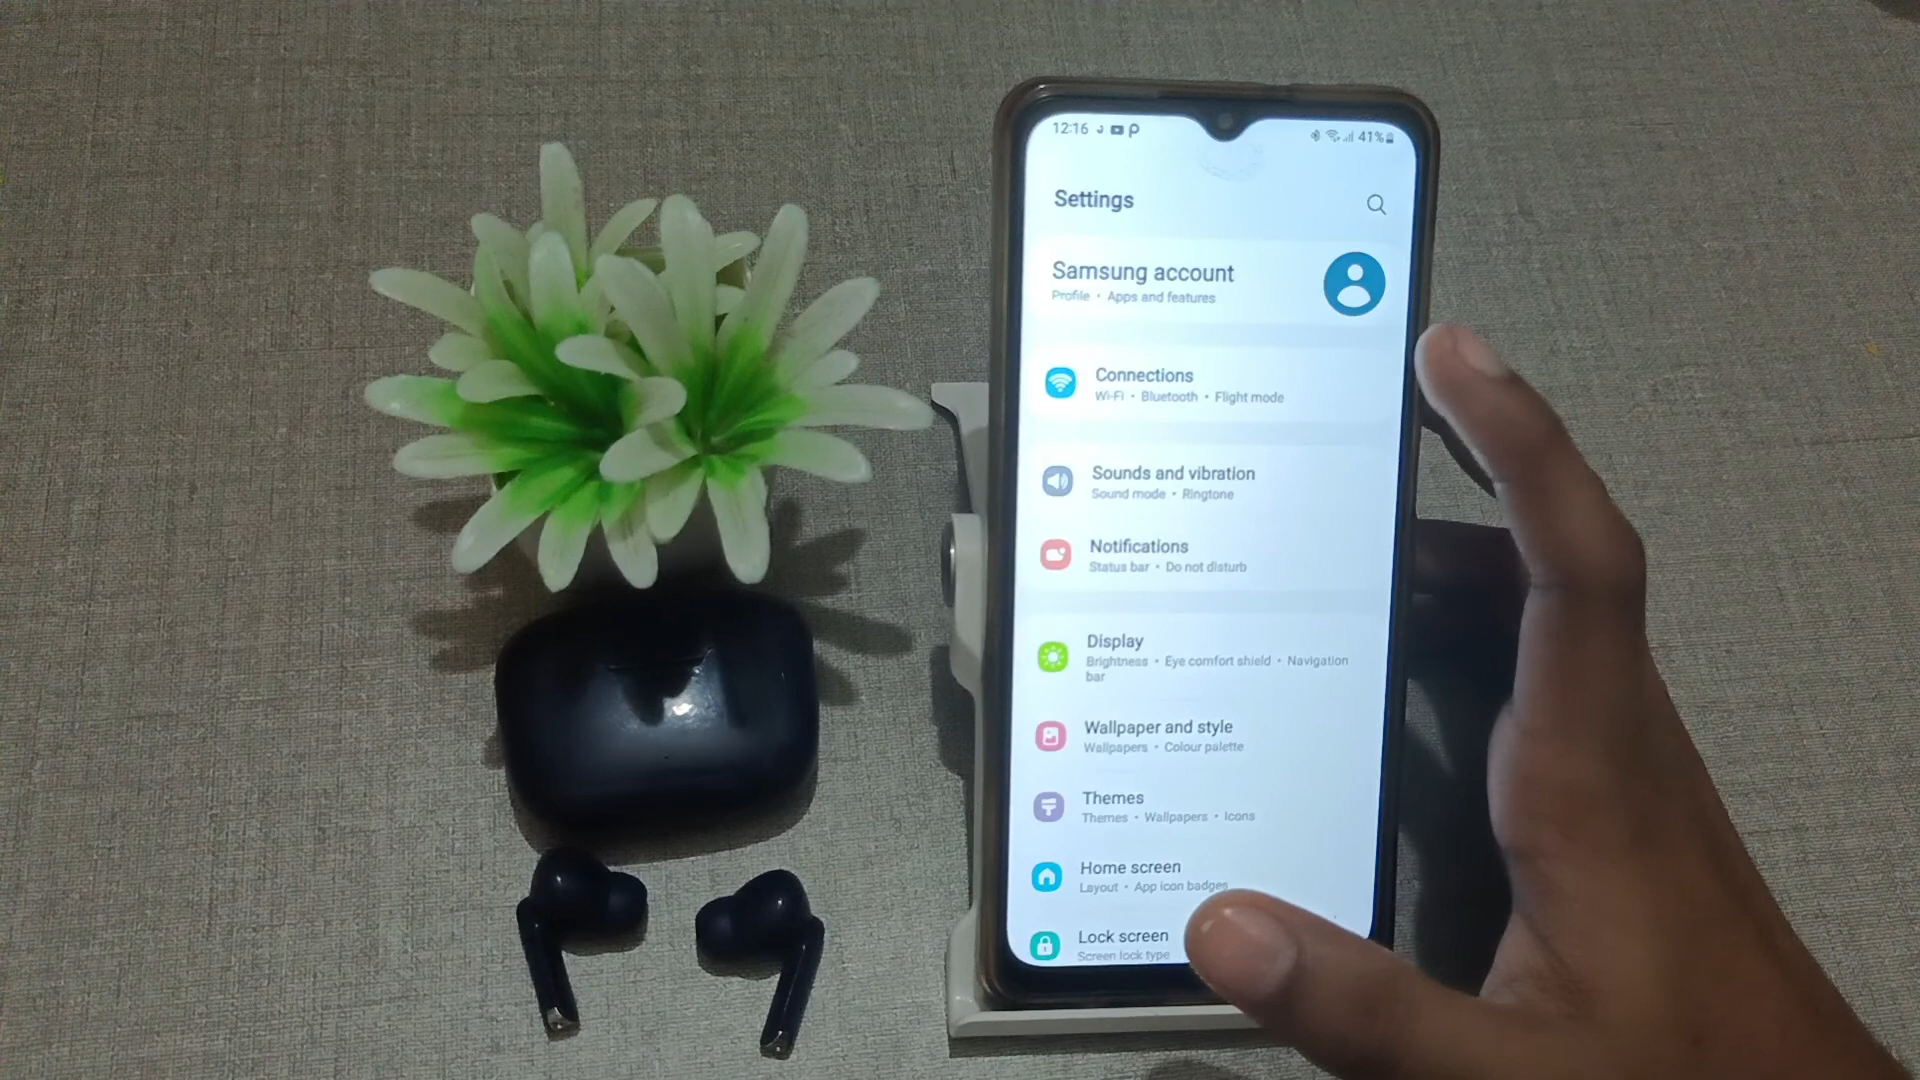 12:16
41%
Settings
Samsung account
Profile • Apps and features
Connections
Wi-Fi • Bluetooth • Flight mode
Sounds and vibration
Sound mode • Ringtone
Notifications
Status bar • Do not disturb
Display
Brightness • Eye comfort shield • Navigation
bar
Wallpaper and style
Wallpapers • Colour palette
Themes
Themes • Wallpapers • Icons
Home screen
Layout • App icon badges
Lock screen
Screen lock type